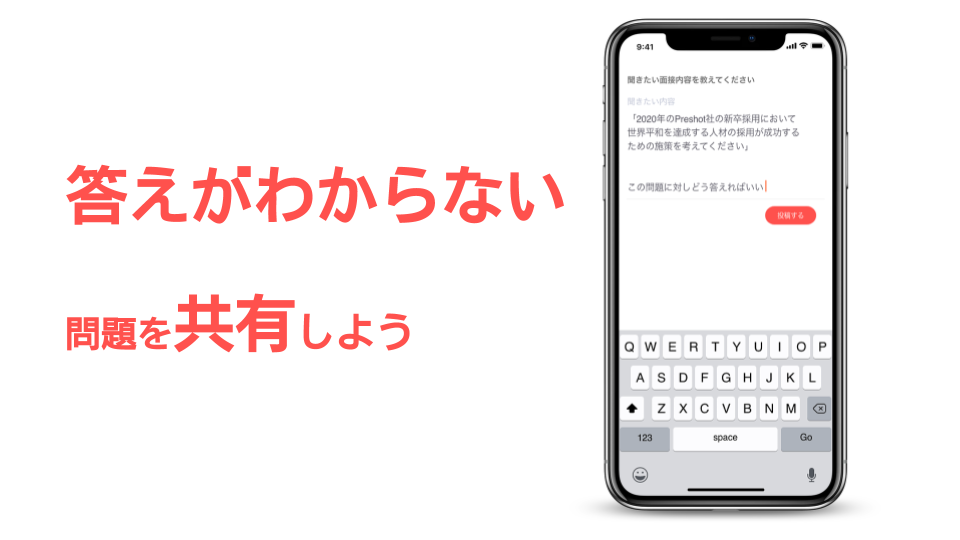 答えがわからない
問題を共有しよう
9:41
聞きたい面接内容を教えてください
聞きたい内容
「2020年のPreshot社の新卒採用において
世界平和を達成する人材の採用が成功する
ための施策を考えてください」
この問題に対しどう答えればいい
投稿する
Q W E R T Y U I O P
A S D F G H J K L
Z X C V B N M
123 space Go